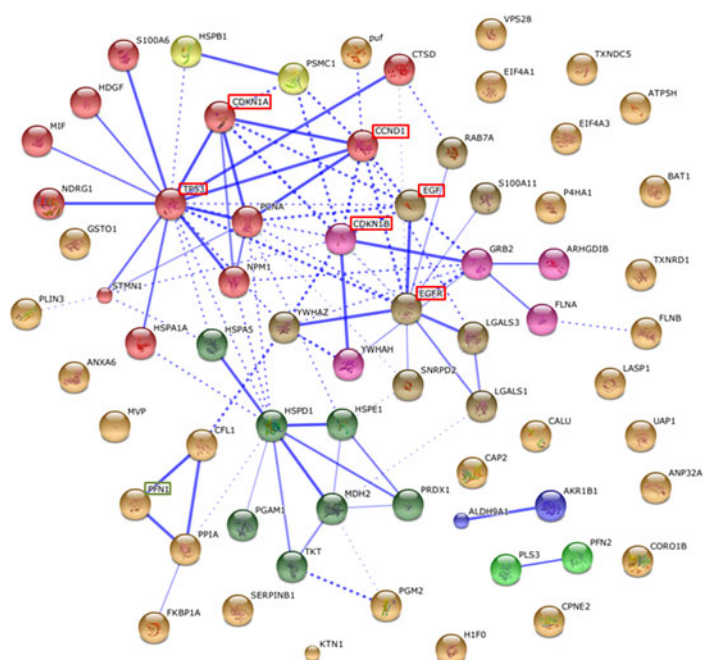 VPS28
S100A6
HSPB1
puf
CTSD
PSMC1
TXNDC5
EIF4A1
HDGF
ATP5H
CDKN1A
EIF4A3
MIF
CCND1
RAB7A
BAT1
NDRG1
TP53
EGF
S100A11
P4HA1
PCNA
CDKN1B
GSTO1
GRB2
ARHGDIB
TXNRD1
NPM1
STMN1
EGFR
PLIN3
YWHAZ
FLNA
FLNB
HSPA1A
HSPA5
LGALS3
YWHAH
ANXA6
SNRPD2
LASP1
LGALS1
MVP
HSPD1
HSPE1
CALU
UAP1
CFL1
CAP2
ANP32A
PFN1
MDH2
PRDX1
AKR1B1
PGAM1
ALDH9A1
PPIA
TKT
PLS3
PFN2
CORO1B
SERPINB1
PGM2
FKBP1A
CPNE2
KTN1
H1F0